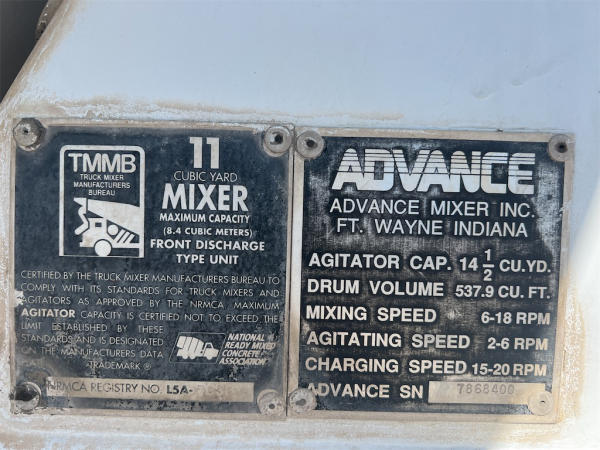 TMMB
TRUCK MIXER
MANUFACTURERS
BUREAU
11
CUBIC YARD
MIXER
MAXIMUM CAPACITY
(8.4 CUBIC METERS)
FRONT DISCHARGE
TYPE UNIT
CERTIFIED BY THE TRUCK MIXER MANUFACTURERS BUREAU TO
COMPLY WITH ITS STANDARDS FOR TRUCK MIXERS AND
AGITATORS AS APPROVED BY THE NRMCA. MAXIMUM
AGITATOR CAPACITY IS CERTIFIED NOT TO EXCEED THE
LIMIT ESTABLISHED BY THESE
STANDARDS AND IS DESIGNATED
ON THE MANUFACTURERS DATA
-TRADEMARK ®
NATIONAL
READY MIXED
CONCRETE
ASSOCIATION
NRMCA REGISTRY NO. L5A-
ADVANCE
ADVANCE MIXER INC.
FT. WAYNE INDIANA
AGITATOR CAP. 14 1/2 CU.YD.
DRUM VOLUME 537.9 CU. FT.
MIXING SPEED 6-18 RPM
AGITATING SPEED 2-6 RPM
CHARGING SPEED 15-20 RPM
ADVANCE SN 7868400